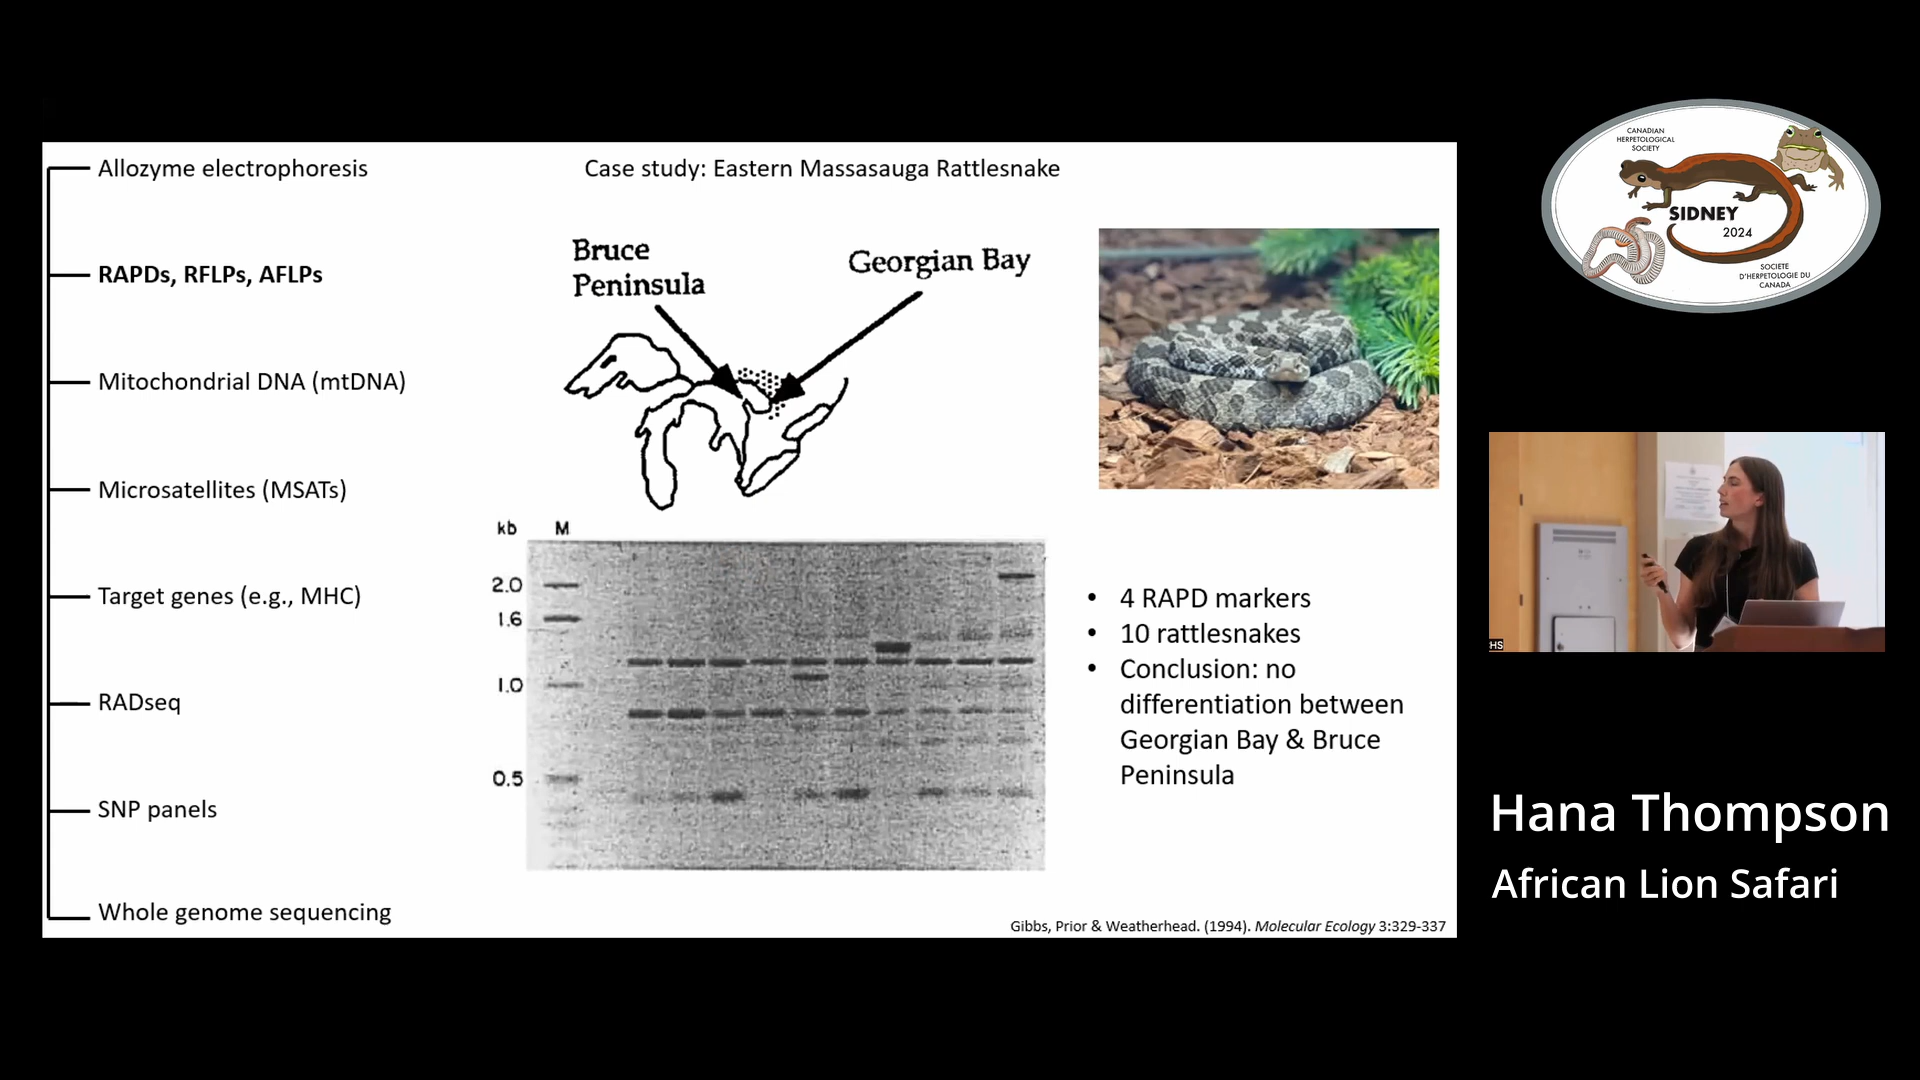 Allozyme electrophoresis
RAPDs, RFLPs, AFLPs
Mitochondrial DNA (mtDNA)
Microsatellites (MSATs)
Target genes (e.g., MHC)
RADseq
SNP panels
Whole genome sequencing
Case study: Eastern Massasauga Rattlesnake
Bruce
Peninsula
Georgian Bay
kb M
2.0
1.6
1.0
0.5
• 4 RAPD markers
• 10 rattlesnakes
• Conclusion: no
differentiation between
Georgian Bay & Bruce
Peninsula
Gibbs, Prior & Weatherhead. (1994). Molecular Ecology 3:329-337
CANADIAN
HERPETOLOGICAL
SOCIETY
SIDNEY
2024
SOCIETE
D'HERPETOLOGIE DU
CANADA
HS
Hana Thompson
African Lion Safari